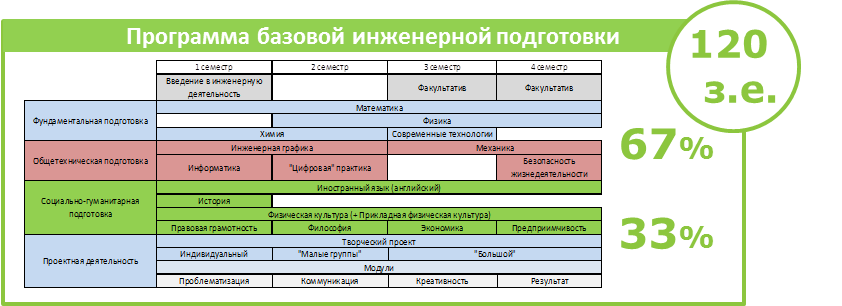 Программа базовой инженерной подготовки
120
з.е.
1 семестр 2 семестр 3 семестр 4 семестр
Введение в инженерную
деятельность
Факультатив Факультатив
Фундаментальная подготовка
Математика
Физика
Химия Современные технологии
67%
Общетехническая подготовка
Инженерная графика Механика
Информатика "Цифровая" практика
Безопасность
жизнедеятельности
Социально-гуманитарная
подготовка
Иностранный язык (английский)
История
Физическая культура (+ Прикладная физическая культура)
Правовая грамотность Философия Экономика Предприимчивость
33%
Проектная деятельность
Творческий проект
Индивидуальный "Малые группы" "Большой"
Модули
Проблематизация Коммуникация Креативность Результат